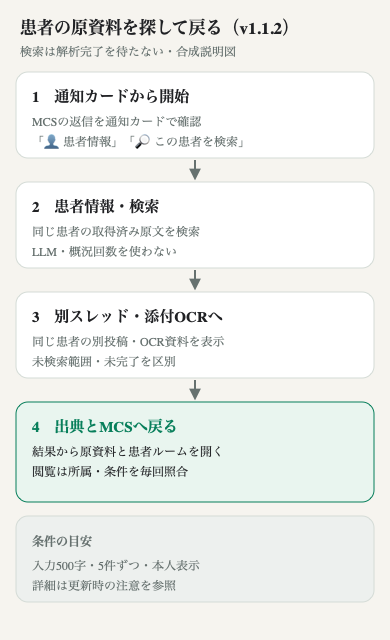 患者の原資料を探して戻る（v1.1.2）
検索は解析完了を待たない・合成説明図
1 通知カードから開始
MCSの返信を通知カードで確認
「👤 患者情報」「🔎 この患者を検索」
2 患者情報・検索
同じ患者の取得済み原文を検索
LLM・概況回数を使わない
3 別スレッド・添付OCRへ
同じ患者の別投稿・OCR資料を表示
未検索範囲・未完了を区別
4 出典とMCSへ戻る
結果から原資料と患者ルームを開く
閲覧は所属・条件を毎回照合
条件の目安
入力500字・5件ずつ・本人表示
詳細は更新時の注意を参照